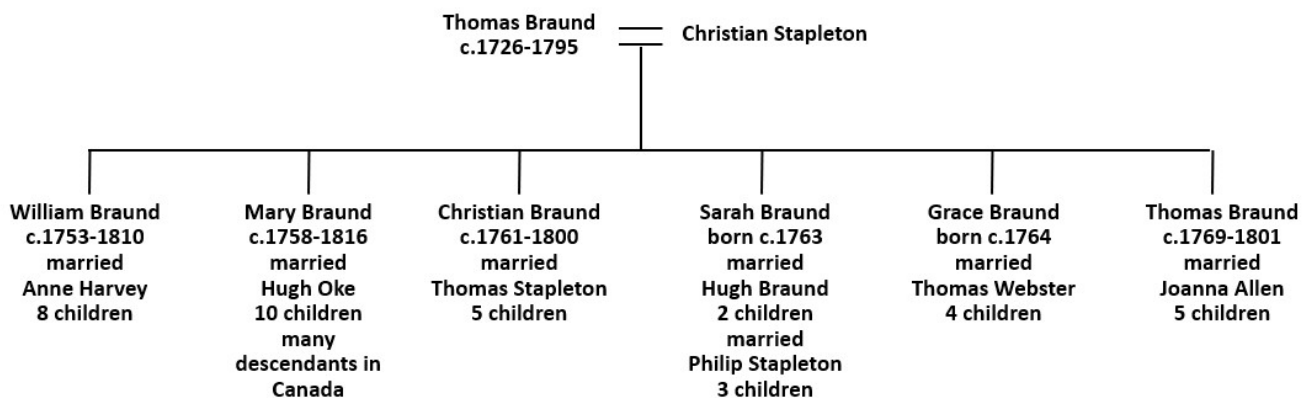 Thomas Braund
c.1726-1795
Christian Stapleton
William Braund
c.1753-1810
married
Anne Harvey
8 children
Mary Braund
c.1758-1816
married
Hugh Oke
10 children
many
descendants in
Canada
Christian Braund
c.1761-1800
married
Thomas Stapleton
5 children
Sarah Braund
born c.1763
married
Hugh Braund
2 children
married
Philip Stapleton
3 children
Grace Braund
born c.1764
married
Thomas Webster
4 children
Thomas Braund
c.1769-1801
married
Joanna Allen
5 children